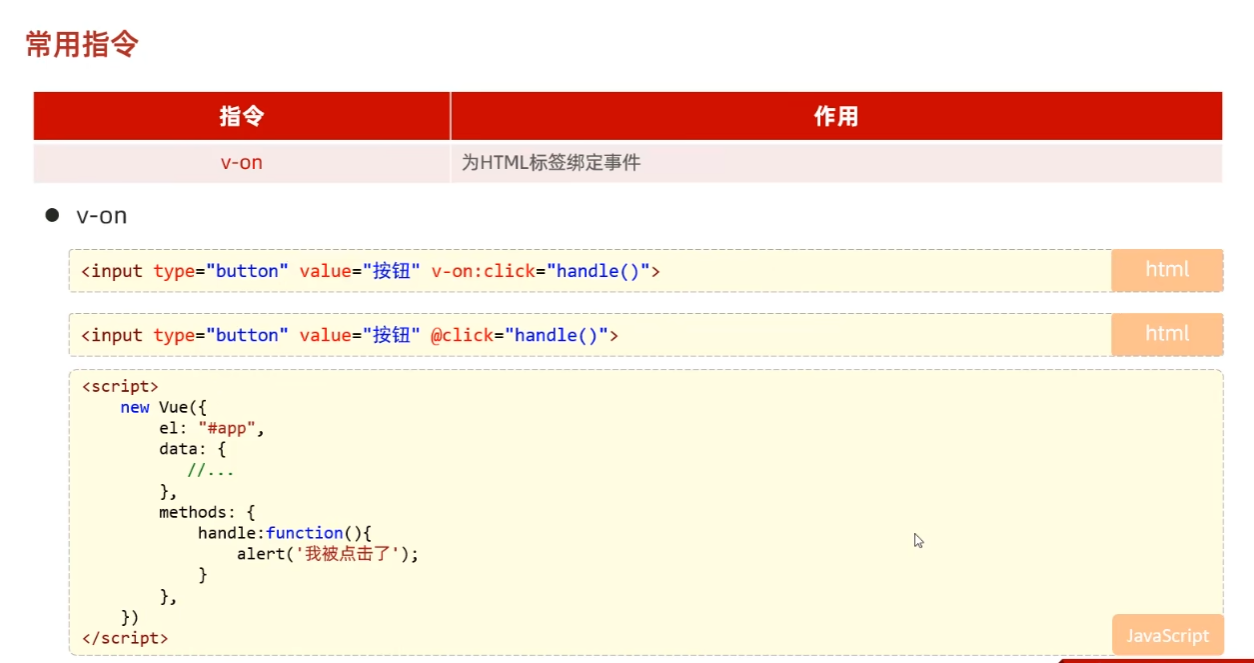 常用指令
指令 作用
v-on 为HTML标签绑定事件
● v-on
<input type="button" value="按钮" v-on:click="handle()"> html
<input type="button" value="按钮" @click="handle()"> html
<script>
    new Vue({
        el: "#app",
        data: {
           //...
        },
        methods: {
            handle:function(){
                alert('我被点击了');
            }
        },
    })
</script>
JavaScript